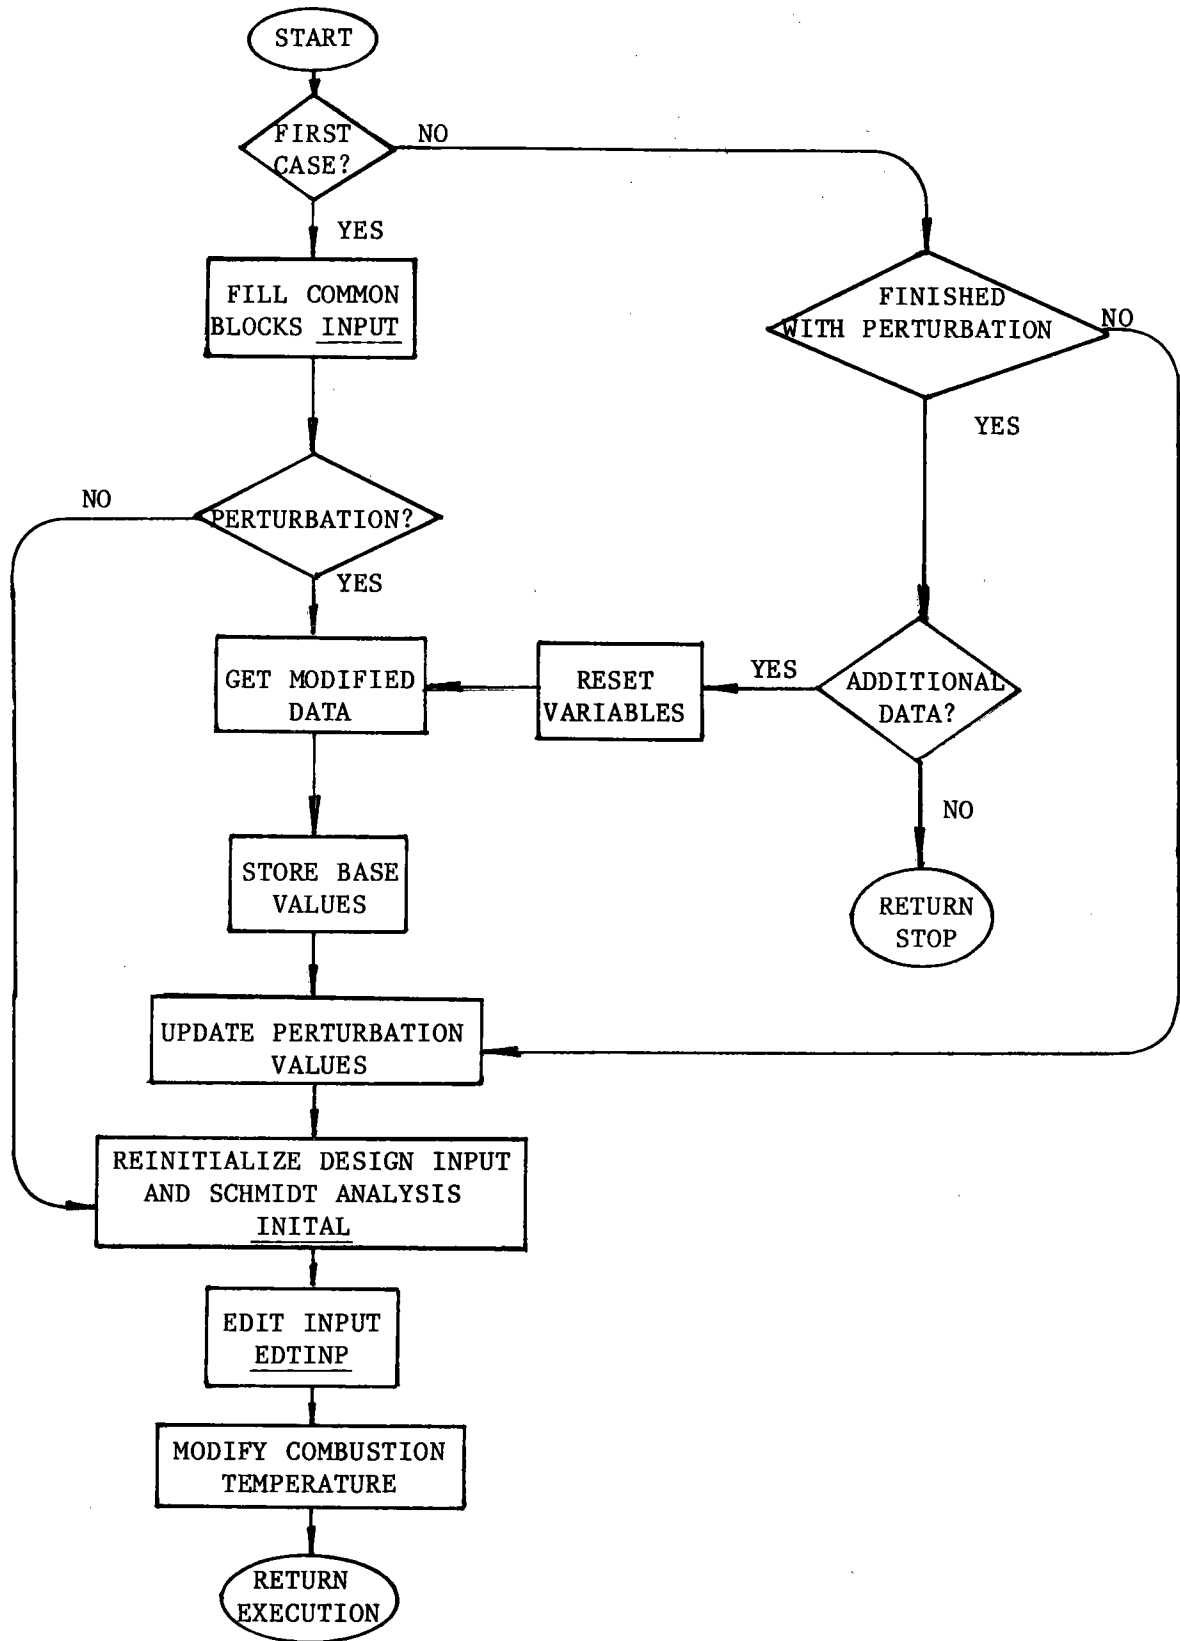 START
FIRST
CASE?
NO
YES
FILL COMMON
BLOCKS INPUT
FINISHED
WITH PERTURBATION
NO
YES
NO
PERTURBATION?
YES
GET MODIFIED
DATA
RESET
VARIABLES
YES
ADDITIONAL
DATA?
NO
STORE BASE
VALUES
RETURN
STOP
UPDATE PERTURBATION
VALUES
REINITIALIZE DESIGN INPUT
AND SCHMIDT ANALYSIS
INITAL
EDIT INPUT
EDTINP
MODIFY COMBUSTION
TEMPERATURE
RETURN
EXECUTION